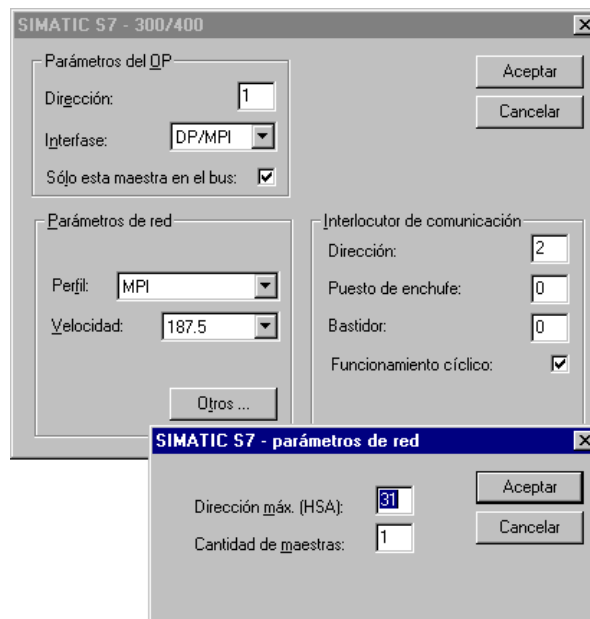 SIMATIC S7 - 300/400
Parámetros del OP
Dirección: 1
Interfase: DP/MPI
Sólo esta maestra en el bus:
Aceptar
Cancelar
Parámetros de red
Perfil: MPI
Velocidad: 187.5
Otros ...
Interlocutor de comunicación
Dirección: 2
Puesto de enchufe: 0
Bastidor: 0
Funcionamiento cíclico:
SIMATIC S7 - parámetros de red
Dirección máx. (HSA): 31
Cantidad de maestras: 1
Aceptar
Cancelar